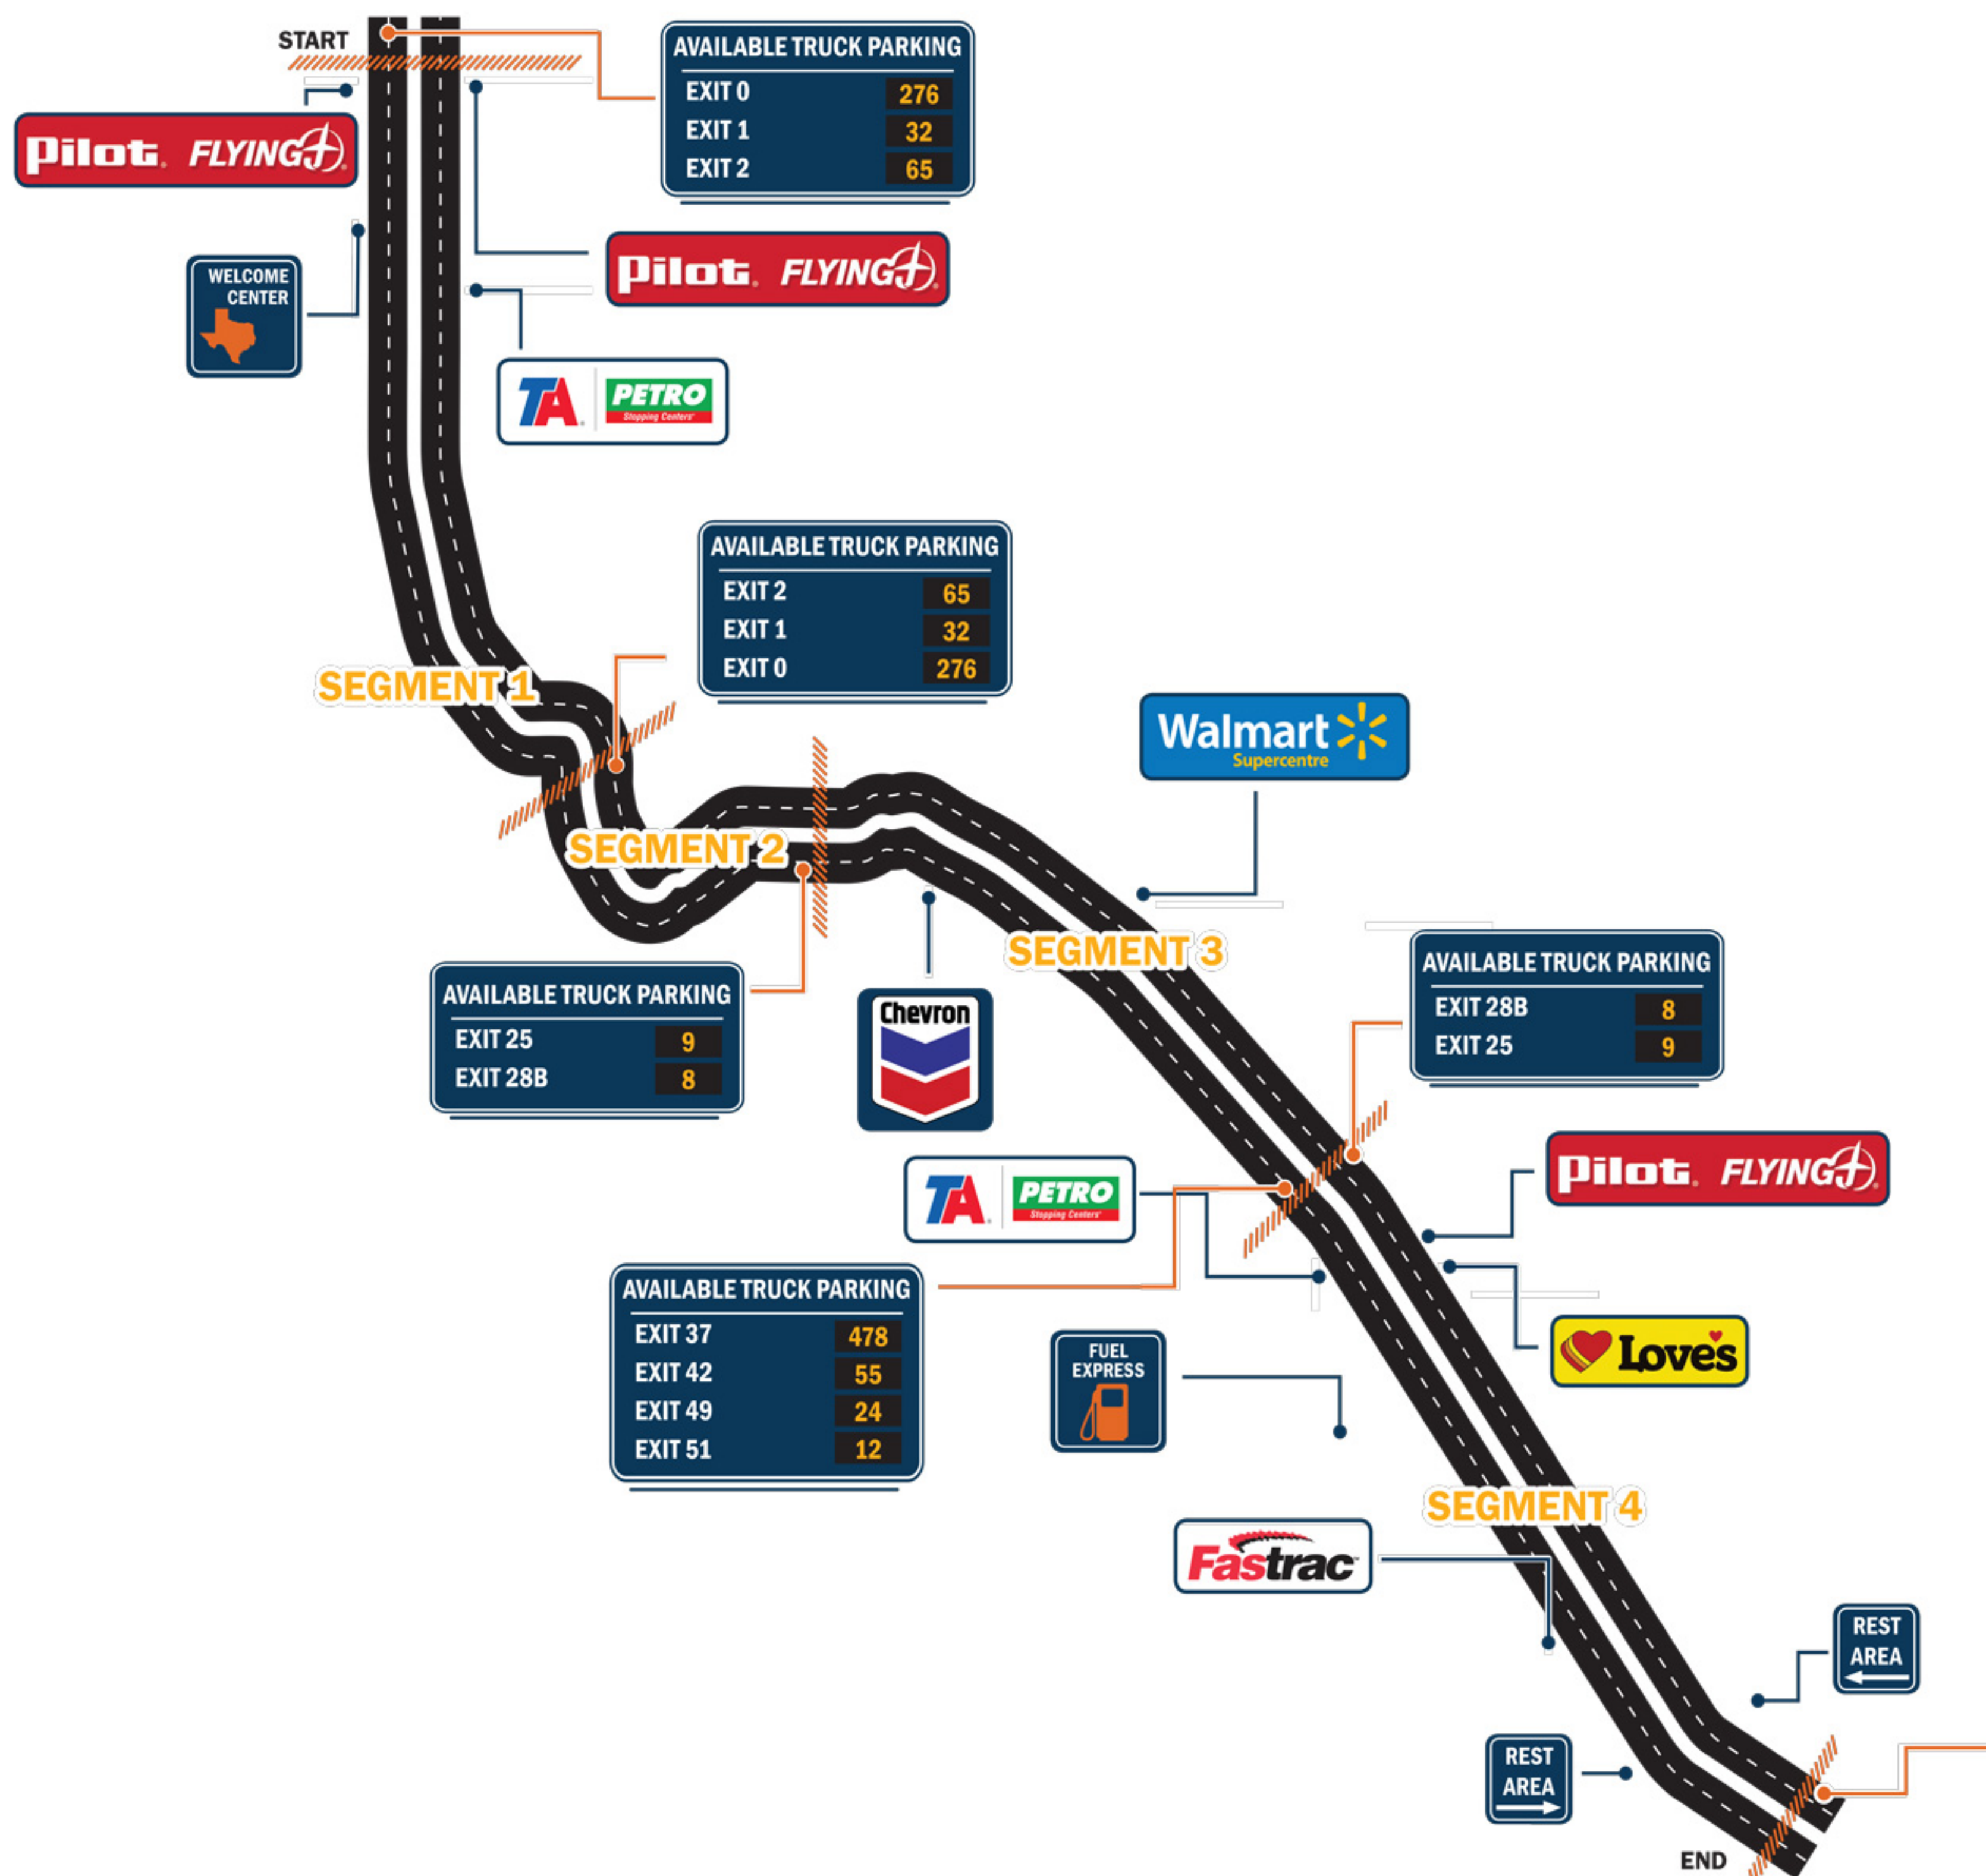 START
AVAILABLE TRUCK PARKING
EXIT 0 276
EXIT 1 32
EXIT 2 65
Pilot. FLYING J
WELCOME
CENTER
Pilot. FLYING J
TA PETRO
Stopping Centers
AVAILABLE TRUCK PARKING
EXIT 2 65
EXIT 1 32
EXIT 0 276
SEGMENT 1
Walmart
Supercentre
SEGMENT 2
SEGMENT 3
AVAILABLE TRUCK PARKING
EXIT 28B 8
EXIT 25 9
AVAILABLE TRUCK PARKING
EXIT 25 9
EXIT 28B 8
Chevron
Pilot. FLYING J
TA PETRO
Stopping Centers
AVAILABLE TRUCK PARKING
EXIT 37 478
EXIT 42 55
EXIT 49 24
EXIT 51 12
FUEL
EXPRESS
Love's
SEGMENT 4
Fastrac
REST
AREA
REST
AREA
END